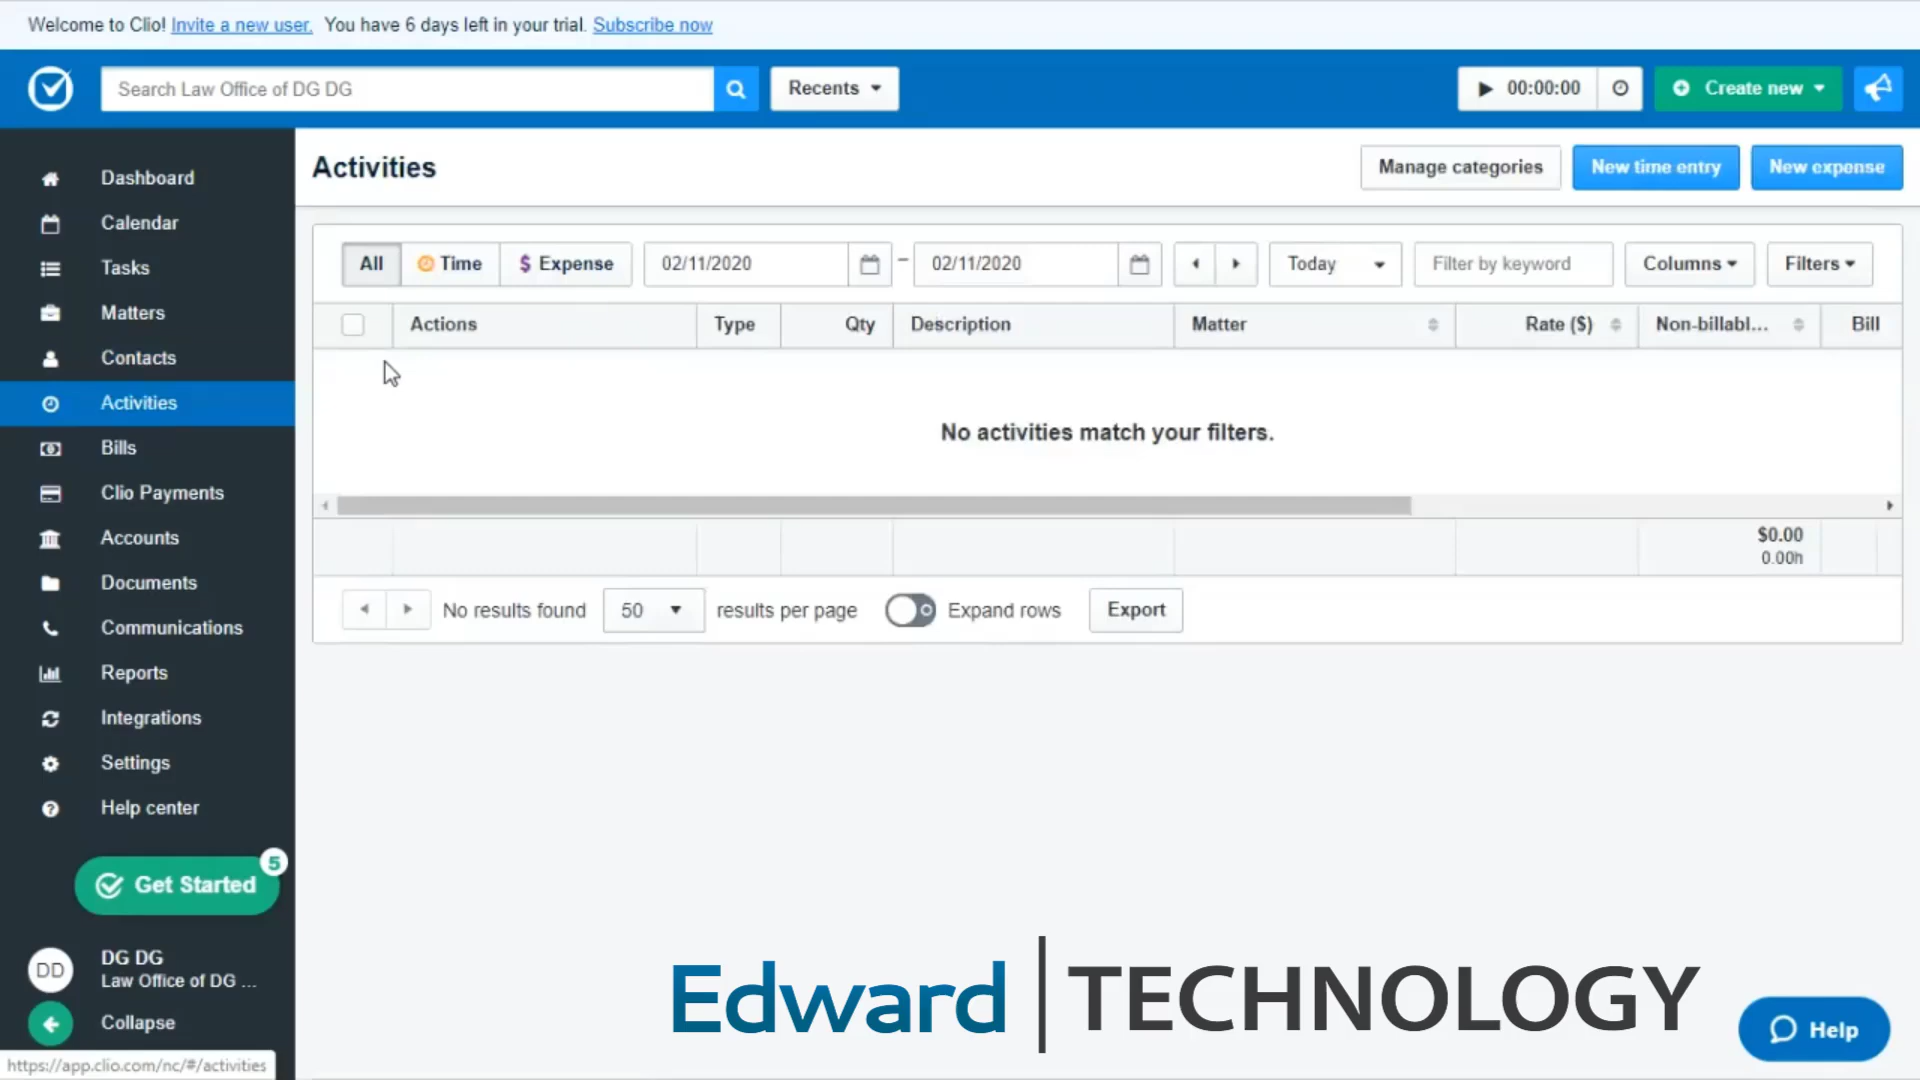 Welcome to Clio! Invite a new user. You have 6 days left in your trial. Subscribe now
Search Law Office of DG DG
Recents
00:00:00
Create new
Dashboard
Calendar
Tasks
Matters
Contacts
Activities
Bills
Clio Payments
Accounts
Documents
Communications
Reports
Integrations
Settings
Help center
Get Started
5
DD
DG DG
Law Office of DG ...
Collapse
https://app.clio.com/nc/#/activities
Activities
Manage categories
New time entry
New expense
All
Time
$ Expense
02/11/2020 – 02/11/2020
Today
Filter by keyword
Columns
Filters
Actions Type Qty Description Matter Rate ($) Non-billabl... Bill
No activities match your filters.
$0.00
0.00h
No results found 50 results per page Expand rows Export
Edward TECHNOLOGY
Help